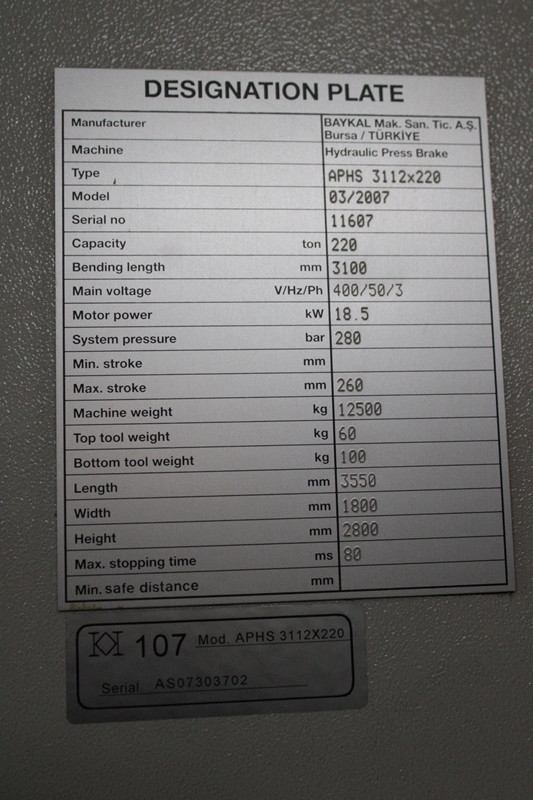 DESIGNATION PLATE
Manufacturer BAYKAL Mak. San. Tic. A.Ş.
Bursa / TÜRKİYE
Machine Hydraulic Press Brake
Type APHS 3112x220
Model 03/2007
Serial no 11607
Capacity ton 220
Bending length mm 3100
Main voltage V/Hz/Ph 400/50/3
Motor power kW 18.5
System pressure bar 280
Min. stroke mm
Max. stroke mm 260
Machine weight kg 12500
Top tool weight kg 60
Bottom tool weight kg 100
Length mm 3550
Width mm 1800
Height mm 2800
Max. stopping time ms 80
Min. safe distance mm
107 Mod. APHS 3112X220
Serial AS07303702